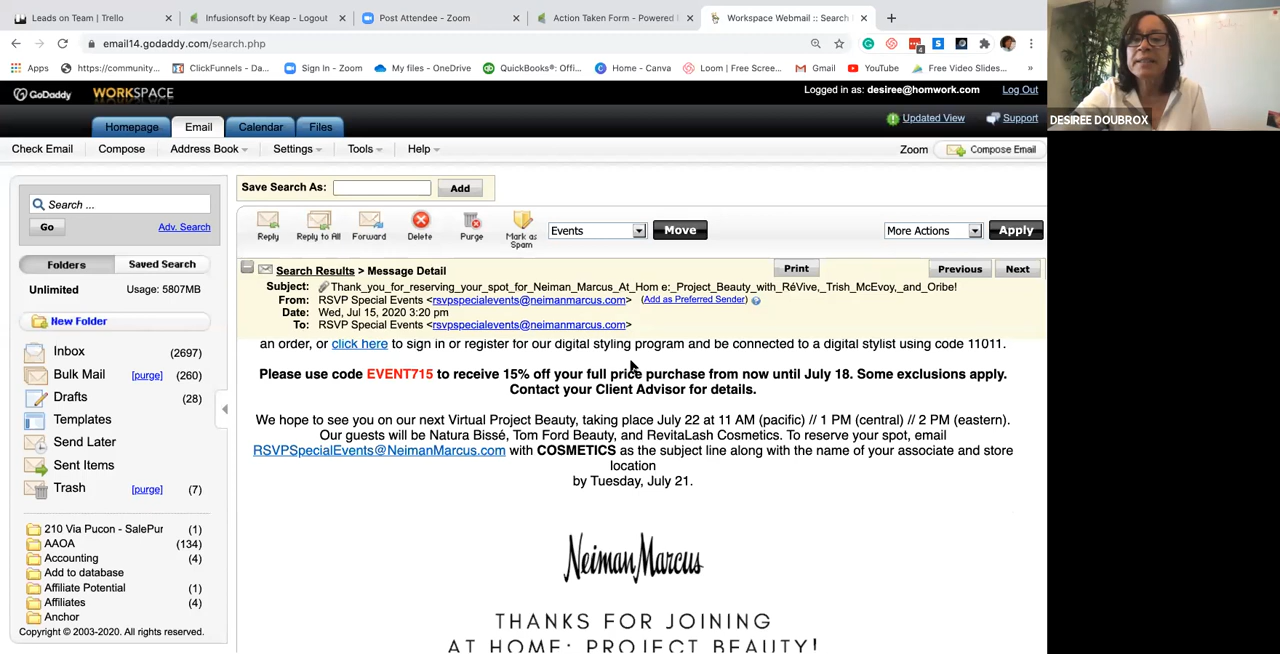 Leads on Team | Trello
Infusionsoft by Keap - Logout
Post Attendee - Zoom
Action Taken Form - Powered
Workspace Webmail :: Search
email14.godaddy.com/search.php
Apps
https://community...
ClickFunnels - Da...
Sign In - Zoom
My files - OneDrive
QuickBooks®: Offi...
Home - Canva
Loom | Free Scree...
Gmail
YouTube
Free Video Slides...
»
GoDaddy WORKSPACE
Logged in as: desiree@homwork.com Log Out
DESIREE DOUBROX
Homepage Email Calendar Files
Updated View Support
Check Email Compose Address Book Settings Tools Help
Zoom Compose Email
Search ...
Go Adv. Search
Folders Saved Search
Unlimited Usage: 5807MB
New Folder
Inbox (2697)
Bulk Mail [purge] (260)
Drafts (28)
Templates
Send Later
Sent Items
Trash [purge] (7)
210 Via Pucon - SalePur (1)
AAOA (134)
Accounting (4)
Add to database
Affiliate Potential (1)
Affiliates (4)
Anchor
Copyright © 2003-2020. All rights reserved.
Save Search As: Add
Reply
Reply to All
Forward
Delete
Purge
Mark as
Spam
Events Move
More Actions Apply
Search Results > Message Detail
Print Previous Next
Subject: Thank_you_for_reserving_your_spot_for_Neiman_Marcus_At_Hom e:_Project_Beauty_with_RéVive,_Trish_McEvoy,_and_Oribe!
From: RSVP Special Events <rsvpspecialevents@neimanmarcus.com> (Add as Preferred Sender)
Date: Wed, Jul 15, 2020 3:20 pm
To: RSVP Special Events <rsvpspecialevents@neimanmarcus.com>
an order, or click here to sign in or register for our digital styling program and be connected to a digital stylist using code 11011.
Please use code EVENT715 to receive 15% off your full price purchase from now until July 18. Some exclusions apply.
Contact your Client Advisor for details.
We hope to see you on our next Virtual Project Beauty, taking place July 22 at 11 AM (pacific) // 1 PM (central) // 2 PM (eastern).
Our guests will be Natura Bissé, Tom Ford Beauty, and RevitaLash Cosmetics. To reserve your spot, email
RSVPSpecialEvents@NeimanMarcus.com with COSMETICS as the subject line along with the name of your associate and store
location
by Tuesday, July 21.
Neiman Marcus
THANKS FOR JOINING
AT HOME: PROJECT BEAUTY!